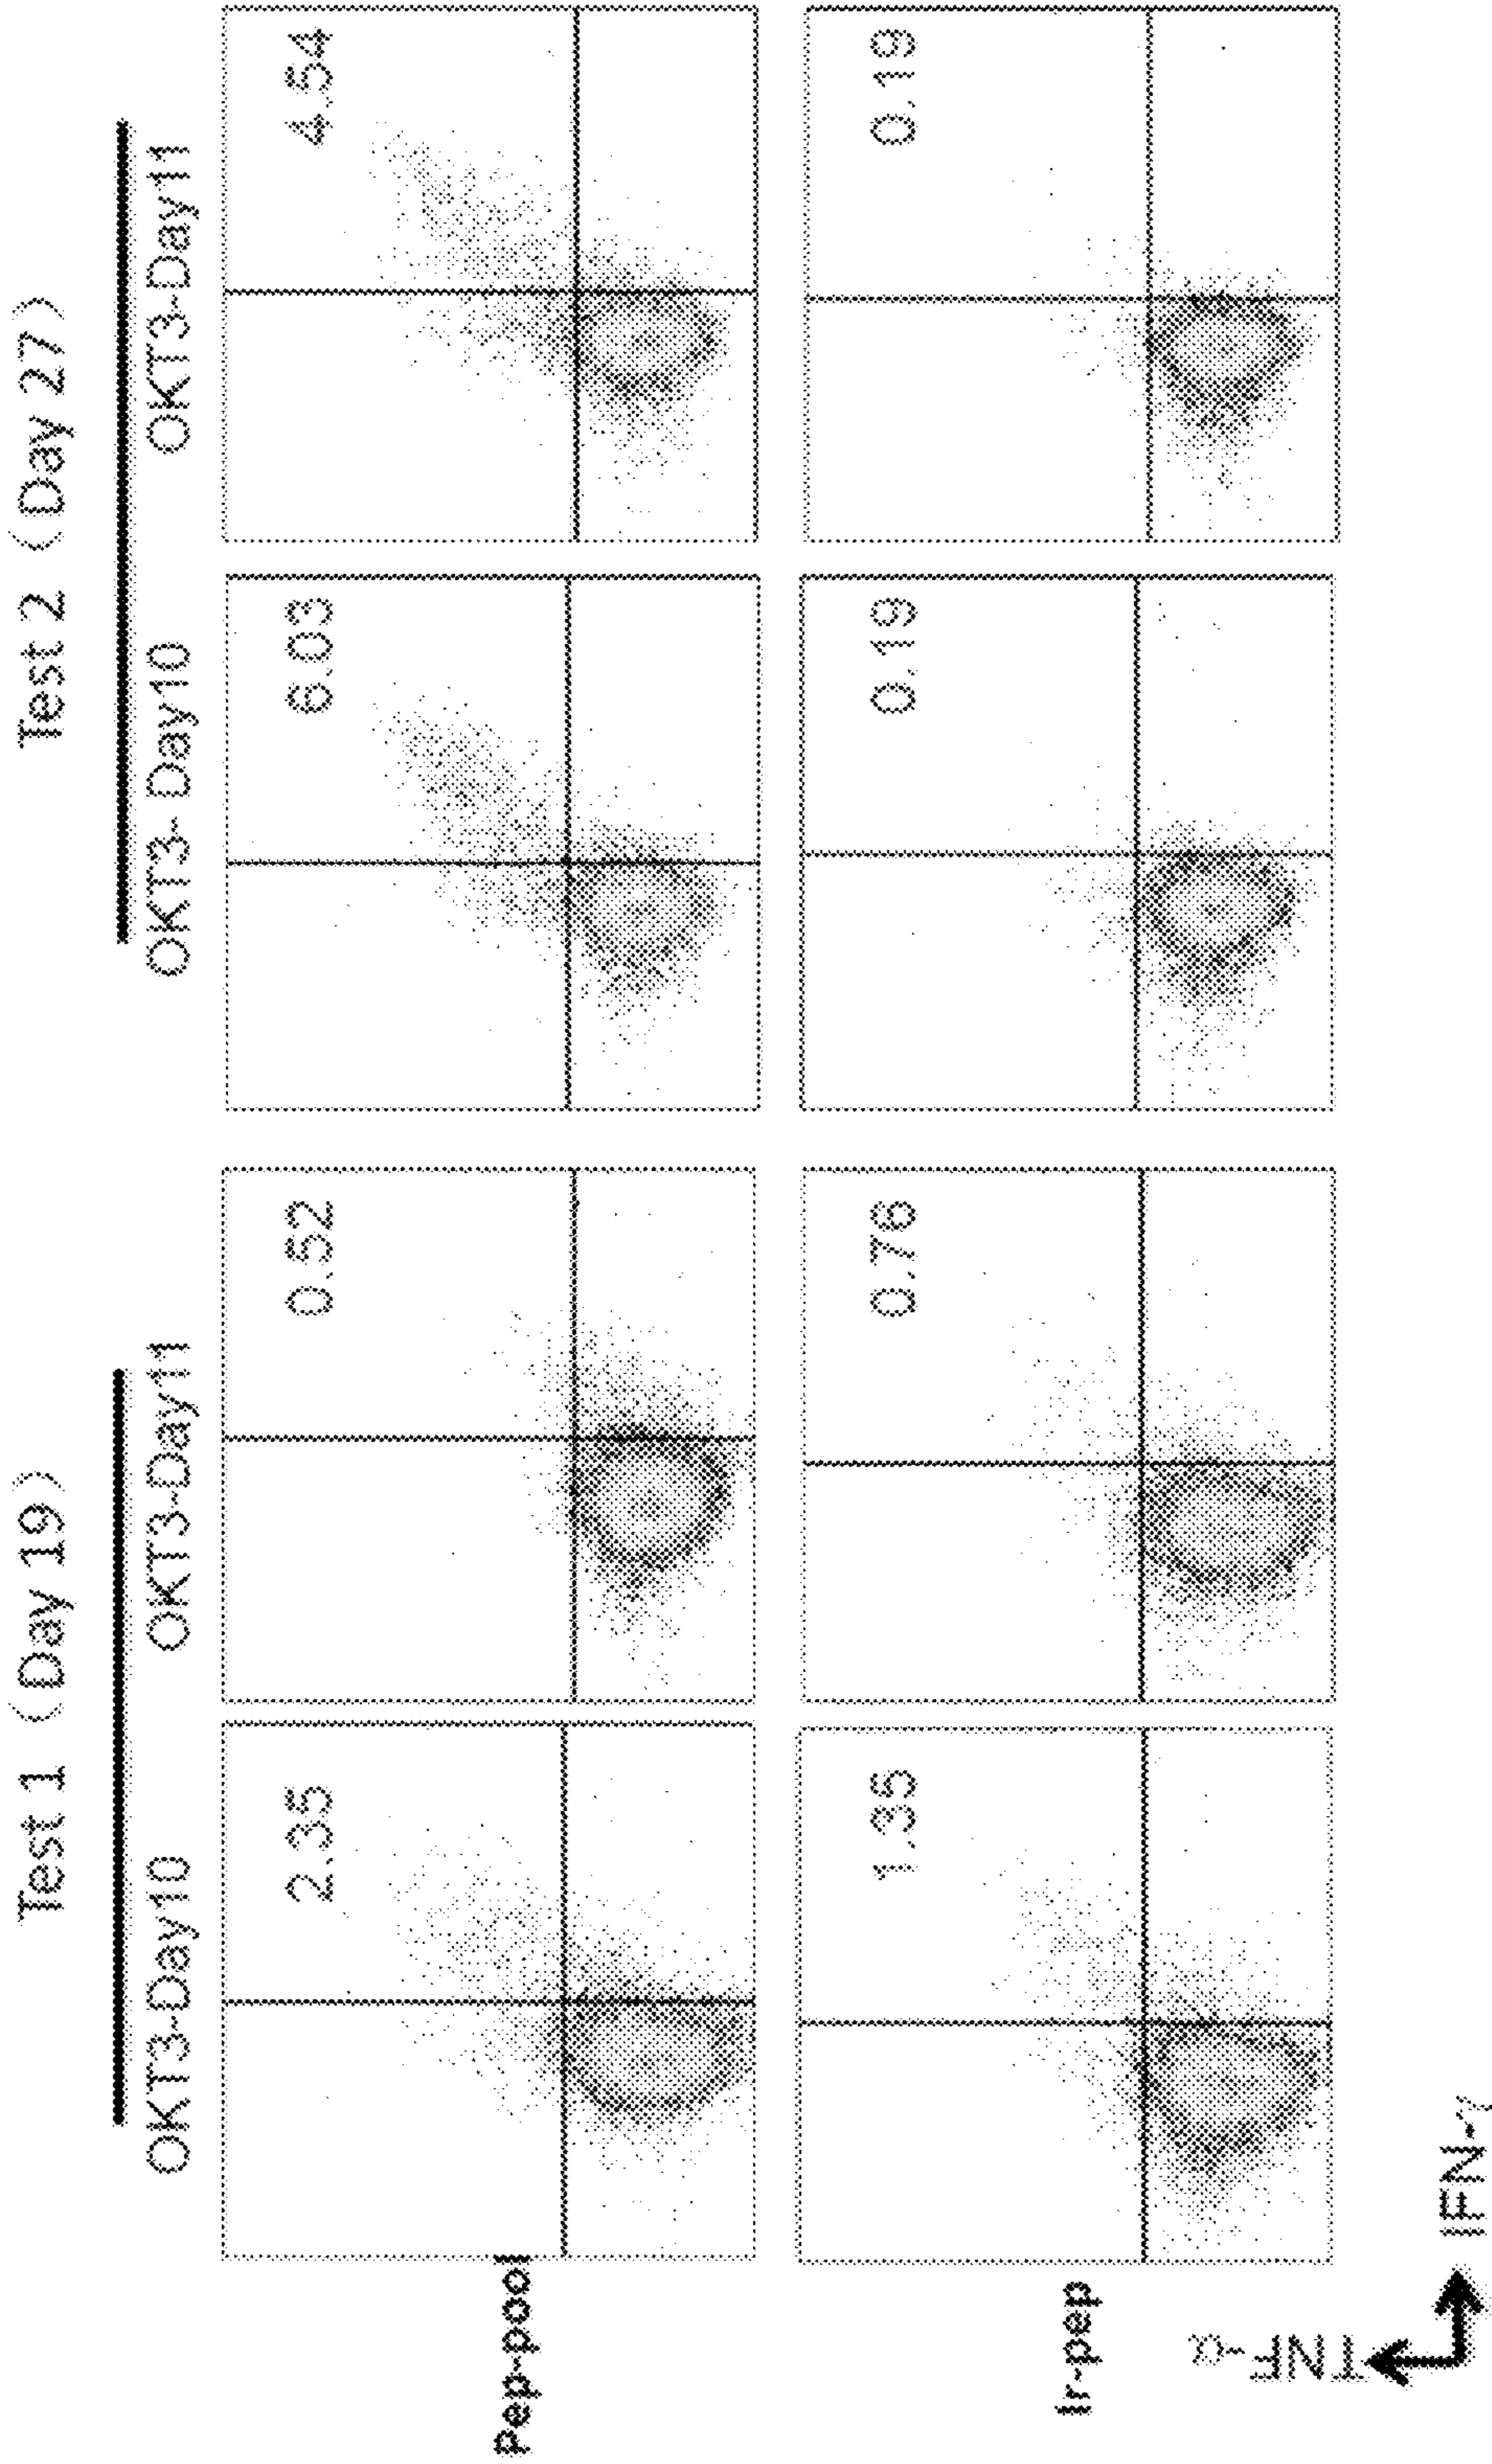 Test 1 (Day 19)
Test 2 (Day 27)
OKT3-Day10
OKT3-Day11
OKT3- Day10
OKT3-Day11
Pep-pool
2.35
0.52
6.03
4.54
Ir-pep
1.35
0.76
0.19
0.19
TNF-α
IFN-γ